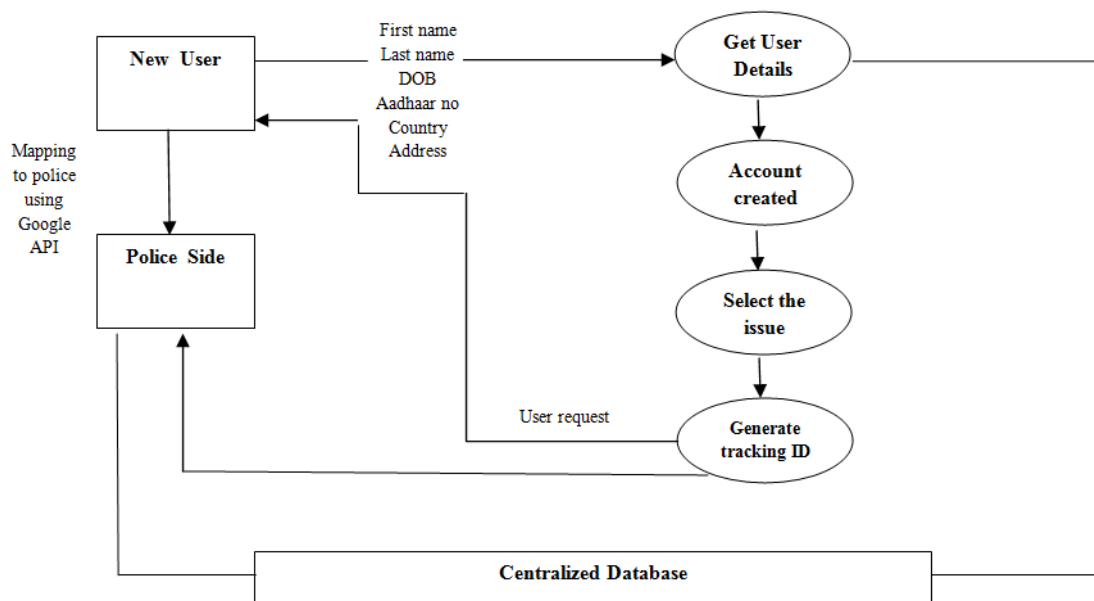 New User
First name
Last name
DOB
Aadhaar no
Country
Address
Get User
Details
Account
created
Mapping
to police
using
Google
API
Police Side
Select the
issue
User request
Generate
tracking ID
Centralized Database